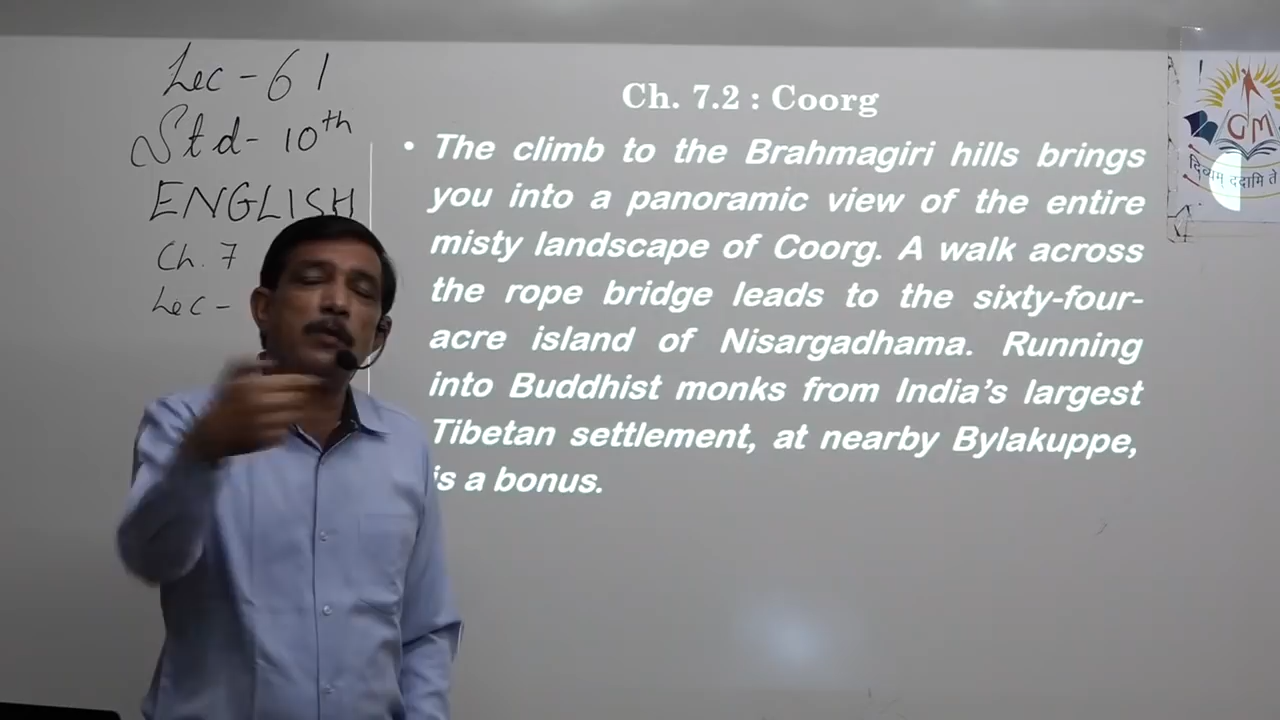 Lec - 61
Std - 10th
ENGLISH
Ch. 7
Lec -
Ch. 7.2 : Coorg
• The climb to the Brahmagiri hills brings
you into a panoramic view of the entire
misty landscape of Coorg. A walk across
the rope bridge leads to the sixty-four-
acre island of Nisargadhama. Running
into Buddhist monks from India's largest
Tibetan settlement, at nearby Bylakuppe,
is a bonus.
GM
दिव्यम् ददामि ते